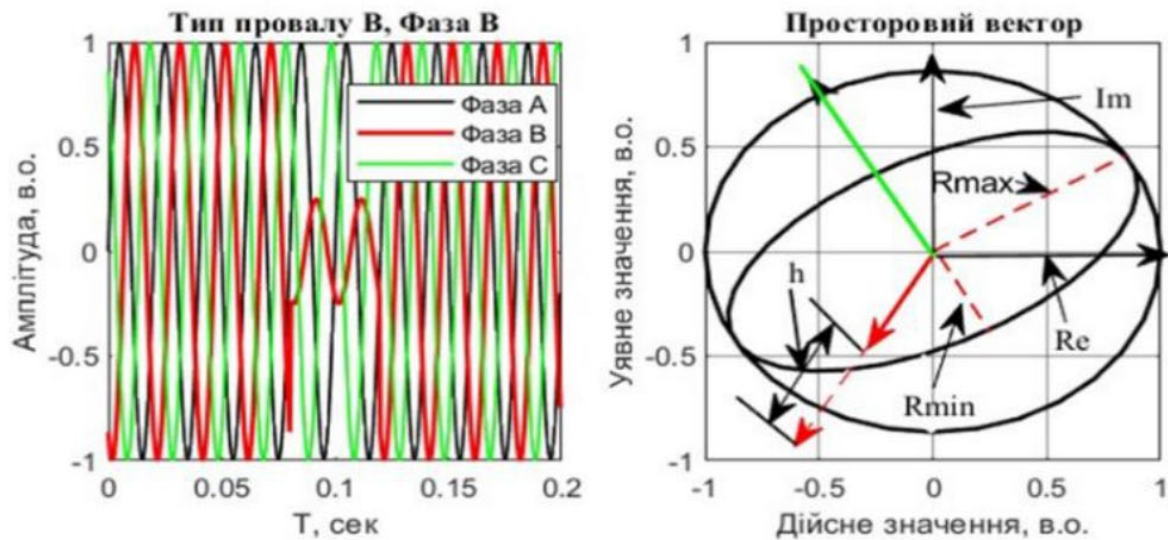 Тип провалу В, Фаза В
Амплітуда, в.о.
1
0.5
0
-0.5
-1
0
0.05
0.1
0.15
0.2
Т, сек
Фаза А
Фаза В
Фаза С
Просторовий вектор
Уявне значення, в.о.
1
0.5
0
-0.5
-1
-1
-0.5
0
0.5
1
Дійсне значення, в.о.
Im
Rmax
h
Re
Rmin